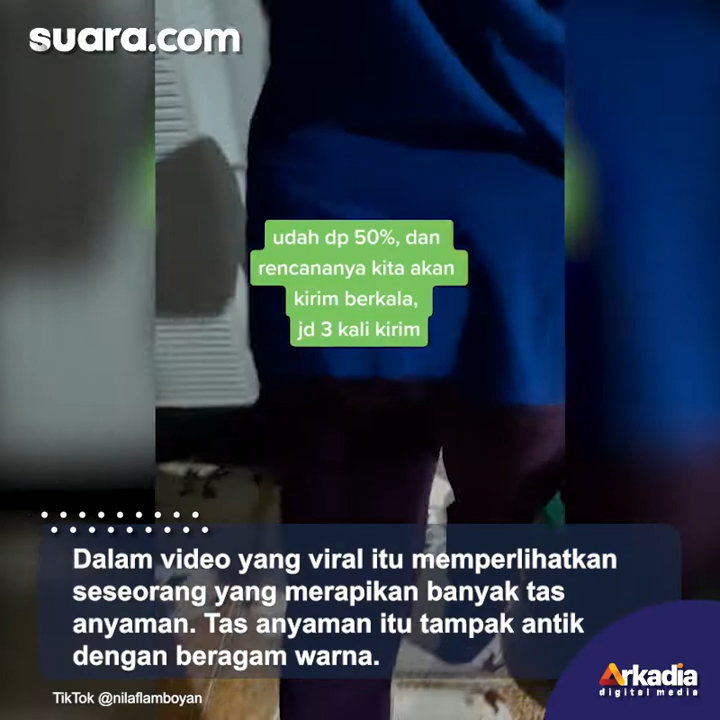 suara.com
udah dp 50%, dan
rencananya kita akan
kirim berkala,
jd 3 kali kirim
Dalam video yang viral itu memperlihatkan
seseorang yang merapikan banyak tas
anyaman. Tas anyaman itu tampak antik
dengan beragam warna.
Arkadia
digital media
TikTok @nilaflamboyan